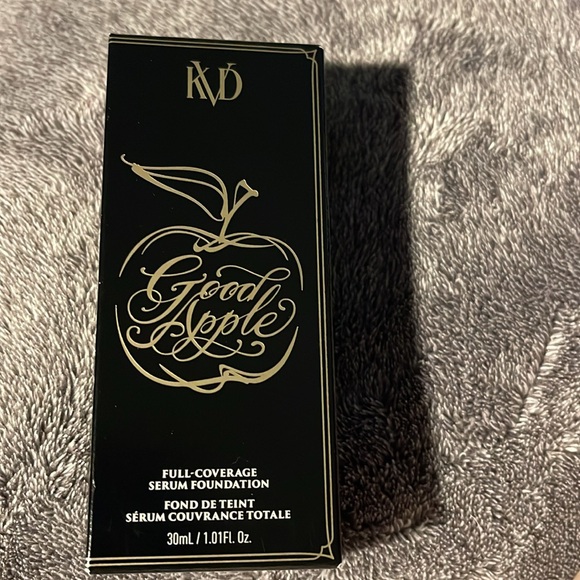 KVD
Good
Apple
FULL-COVERAGE
SERUM FOUNDATION
FOND DE TEINT
SÉRUM COUVRANCE TOTALE
30mL / 1.01Fl. Oz.